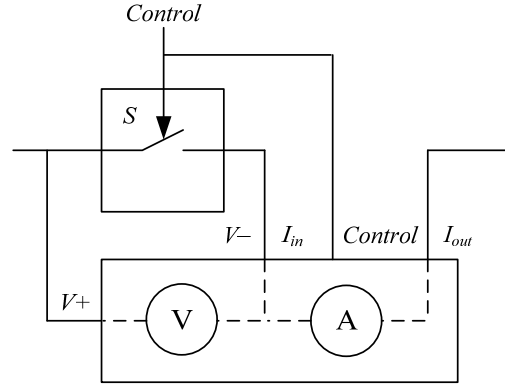 Control
S
V– I_in Control I_out
V+
V A